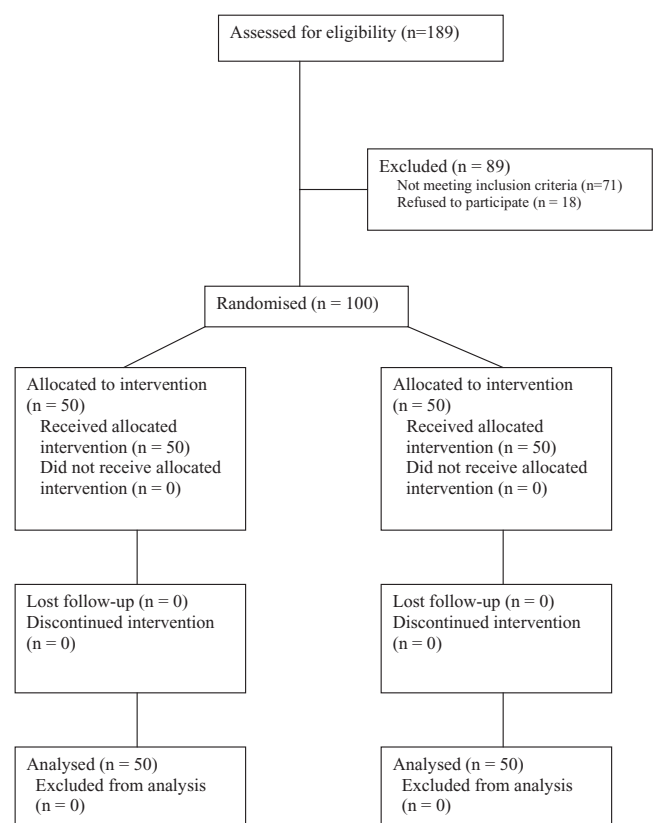 Assessed for eligibility (n=189)
Excluded (n = 89)
Not meeting inclusion criteria (n=71)
Refused to participate (n = 18)
Randomised (n = 100)
Allocated to intervention
(n = 50)
Received allocated
intervention (n = 50)
Did not receive allocated
intervention (n = 0)
Allocated to intervention
(n = 50)
Received allocated
intervention (n = 50)
Did not receive allocated
intervention (n = 0)
Lost follow-up (n = 0)
Discontinued intervention
(n = 0)
Lost follow-up (n = 0)
Discontinued intervention
(n = 0)
Analysed (n = 50)
Excluded from analysis
(n = 0)
Analysed (n = 50)
Excluded from analysis
(n = 0)